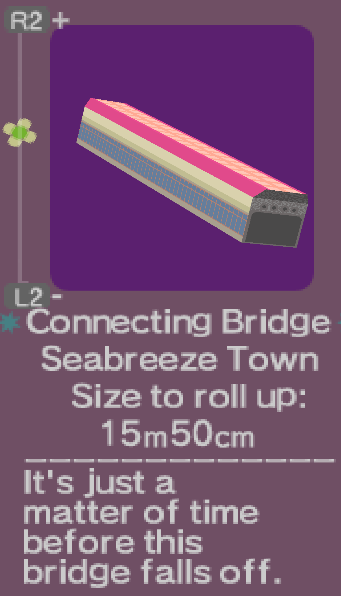 R2 +
L2 -
Connecting Bridge
Seabreeze Town
Size to roll up:
15m50cm
It's just a
matter of time
before this
bridge falls off.